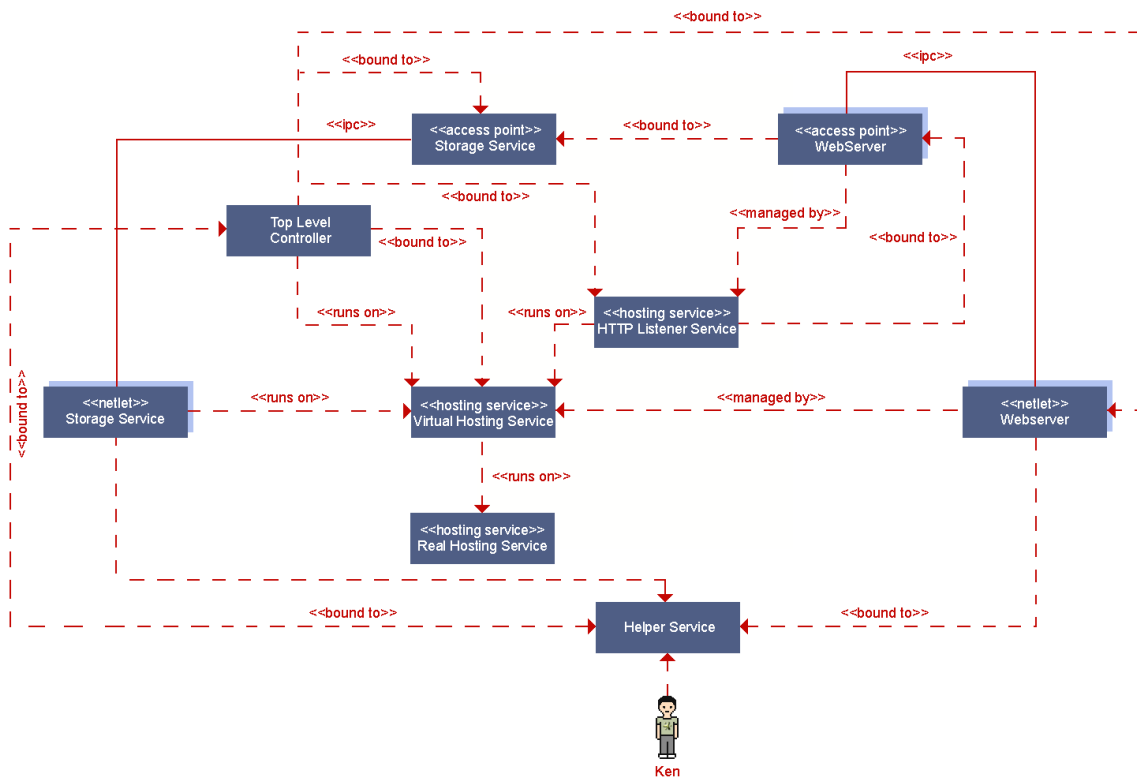 <<bound to>>
<<bound to>>
<<ipc>>
<<ipc>>
<<access point>>
Storage Service
<<bound to>>
<<access point>>
WebServer
<<bound to>>
<<managed by>>
Top Level
Controller
<<bound to>>
<<bound to>>
<<runs on>>
<<runs on>>
<<hosting service>>
HTTP Listener Service
<<bound to>>
<<netlet>>
Storage Service
<<runs on>>
<<hosting service>>
Virtual Hosting Service
<<managed by>>
<<netlet>>
Webserver
<<runs on>>
<<hosting service>>
Real Hosting Service
<<bound to>>
Helper Service
<<bound to>>
Ken